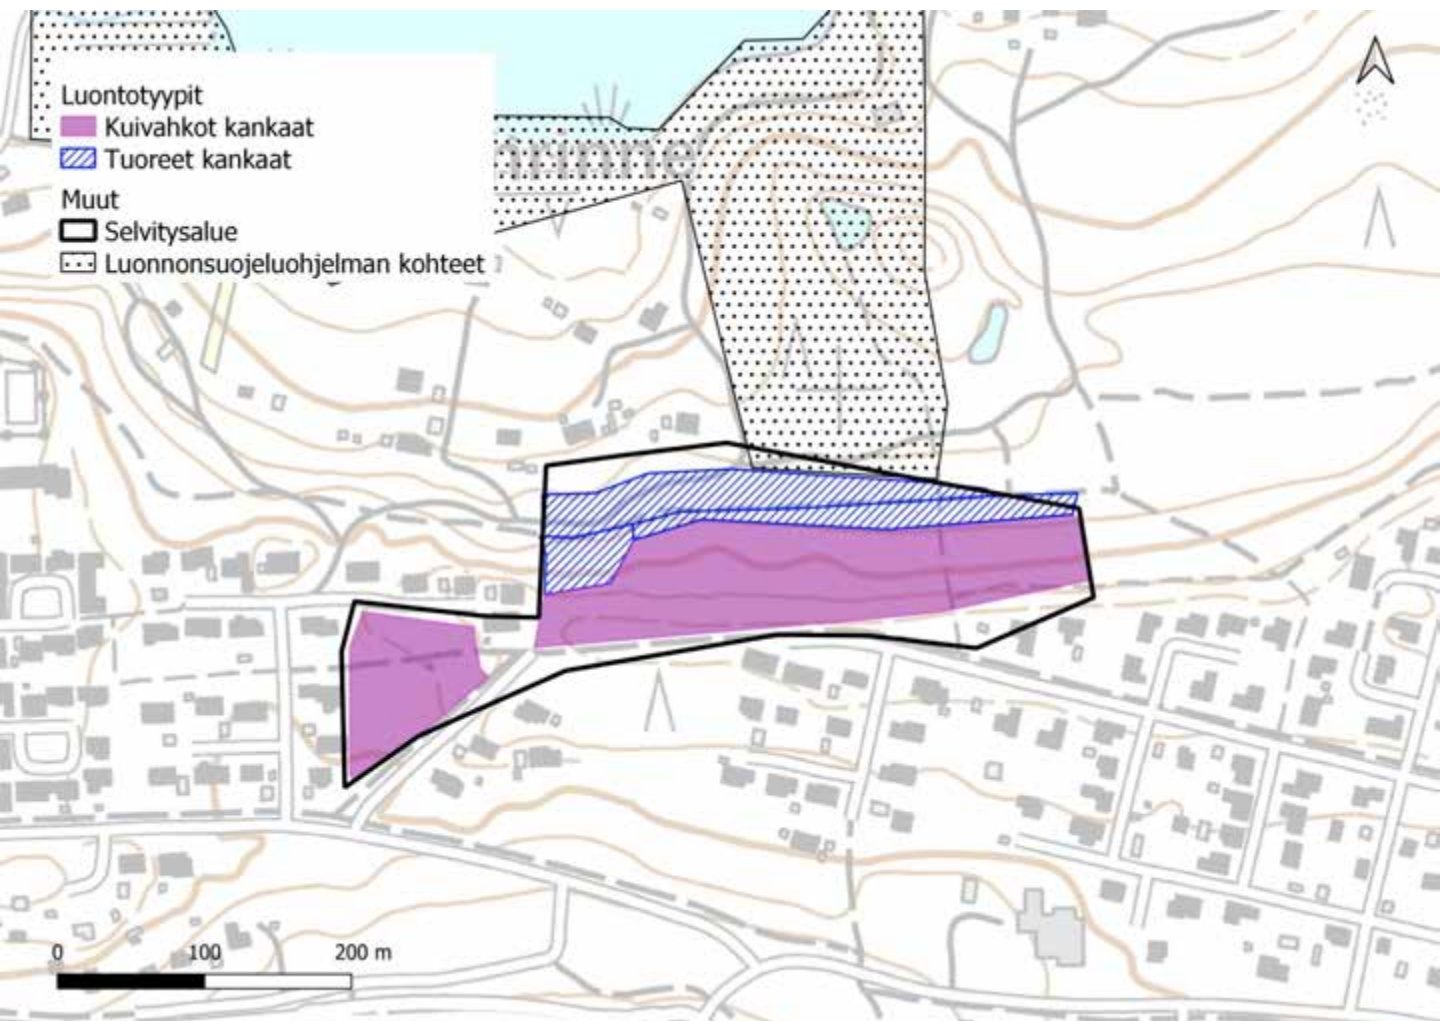 Luontotyypit
Kuivahkot kankaat
Tuoreet kankaat
Muut
Selvitysalue
Luonnonsuojeluohjelman kohteet
0 100 200 m